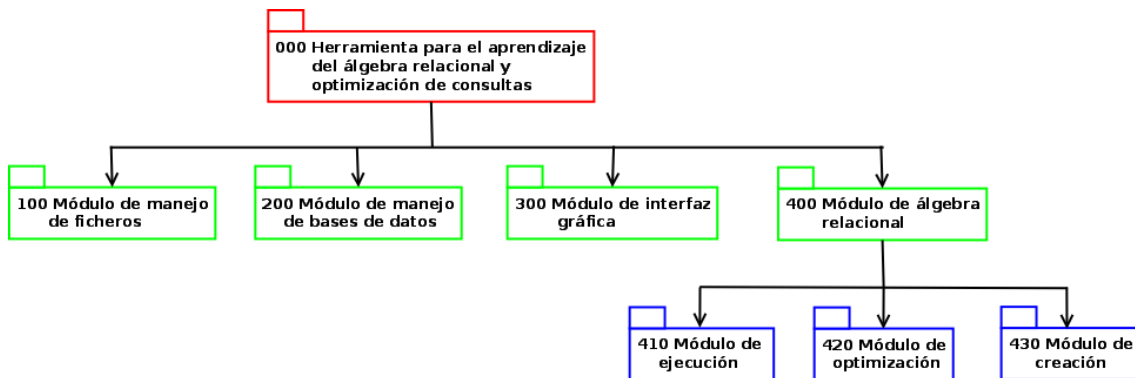 000 Herramienta para el aprendizaje
del álgebra relacional y
optimización de consultas
100 Módulo de manejo
de ficheros
200 Módulo de manejo
de bases de datos
300 Módulo de interfaz
gráfica
400 Módulo de álgebra
relacional
410 Módulo de
ejecución
420 Módulo de
optimización
430 Módulo de
creación